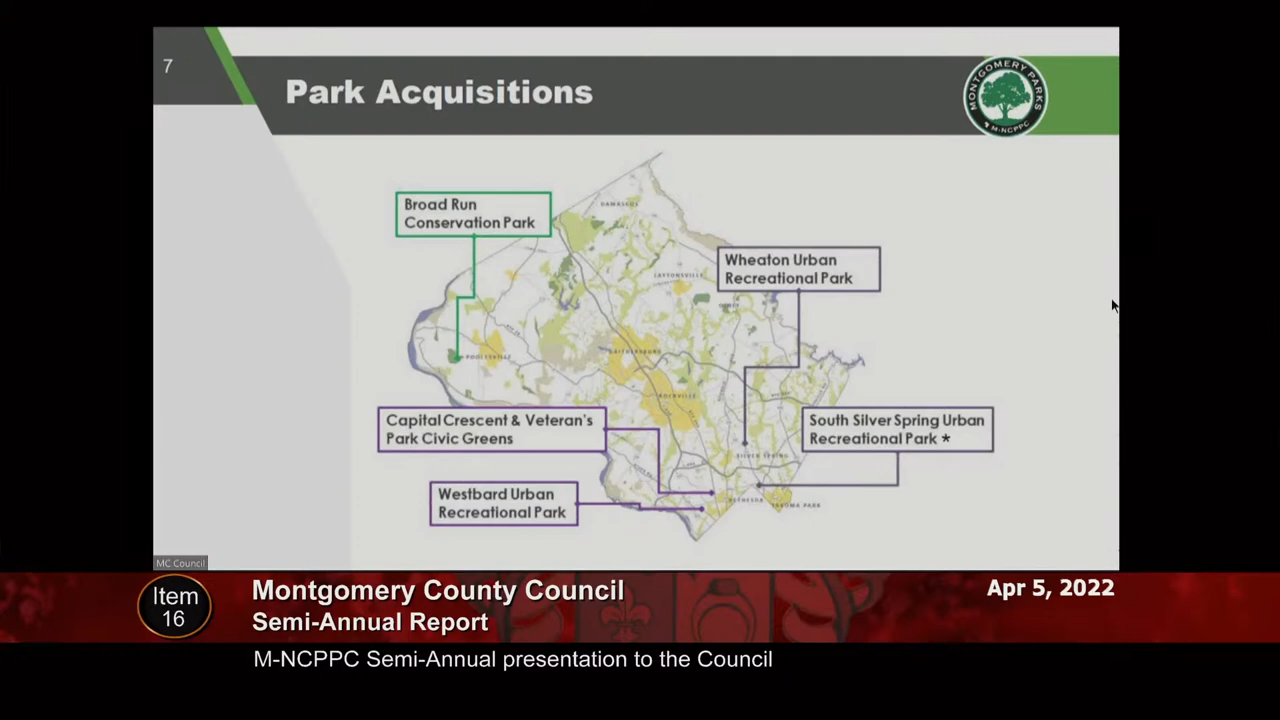 7
Park Acquisitions
MONTGOMERY PARKS
M-NCPPC
Broad Run
Conservation Park
DAMASCUS
Wheaton Urban
Recreational Park
LAYTONSVILLE
POOLESVILLE
GAITHERSBURG
ROCKVILLE
Capital Crescent & Veteran's
Park Civic Greens
South Silver Spring Urban
Recreational Park *
SILVER SPRING
Westbard Urban
Recreational Park
BETHESDA
TAKOMA PARK
MC Council
Item
16
Montgomery County Council
Semi-Annual Report
Apr 5, 2022
M-NCPPC Semi-Annual presentation to the Council